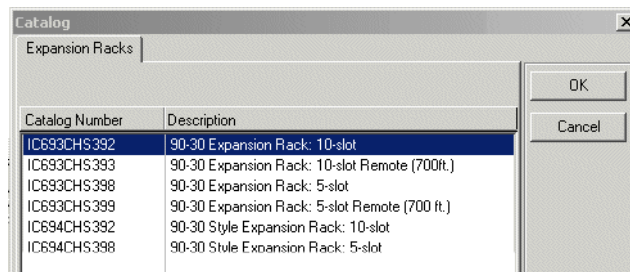 Catalog
Expansion Racks
OK
Cancel
Catalog Number Description
IC693CHS392 90-30 Expansion Rack: 10-slot
IC693CHS393 90-30 Expansion Rack: 10-slot Remote (700ft.)
IC693CHS398 90-30 Expansion Rack: 5-slot
IC693CHS399 90-30 Expansion Rack: 5-slot Remote (700 ft.)
IC694CHS392 90-30 Style Expansion Rack: 10-slot
IC694CHS398 90-30 Style Expansion Rack: 5-slot